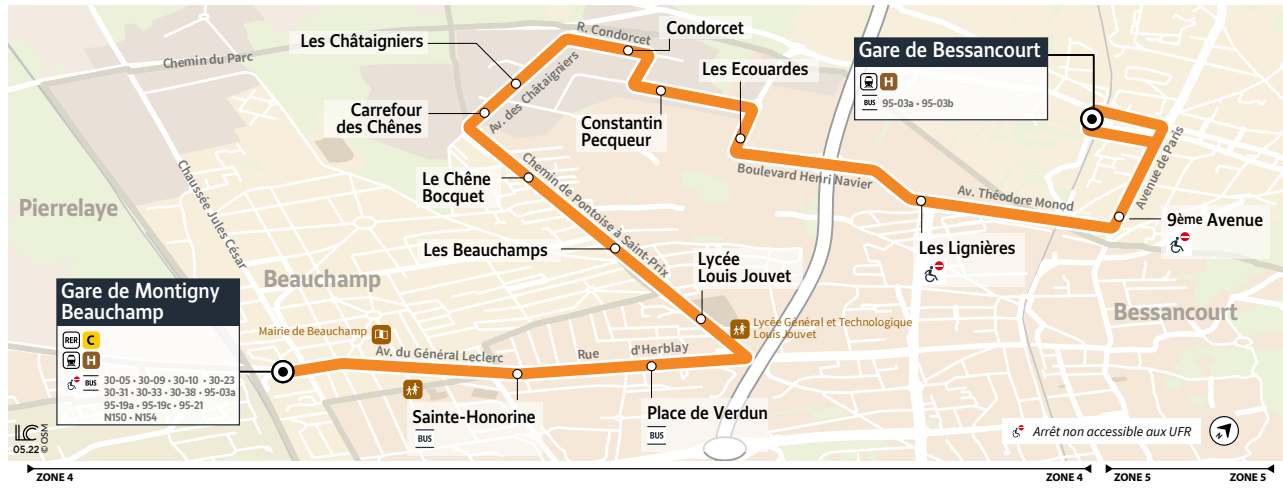 Les Châtaigniers
R. Condorcet
Condorcet
Chemin du Parc
Gare de Bessancourt
H
BUS 95-03a • 95-03b
Les Ecouardes
Av. des Châtaigniers
Carrefour
des Chênes
Constantin
Pecqueur
Avenue de Paris
Chaussée Jules César
Chemin de Pontoise à Saint-Prix
Boulevard Henri Navier
Le Chêne
Bocquet
Av. Théodore Monod
Pierrelaye
9ème Avenue
Les Beauchamps
Les Lignières
Lycée
Louis Jouvet
Beauchamp
Gare de Montigny
Beauchamp
RER C
H
BUS 30-05 • 30-09 • 30-10 • 30-23
30-31 • 30-33 • 30-38 • 95-03a
95-19a • 95-19c • 95-21
N150 • N154
Bessancourt
Mairie de Beauchamp
Lycée Général et Technologique
Louis Jouvet
Av. du Général Leclerc
Rue d'Herblay
Sainte-Honorine
BUS
Place de Verdun
BUS
LC
05.22 © OSM
Arrêt non accessible aux UFR
N
ZONE 4
ZONE 4
ZONE 5
ZONE 5